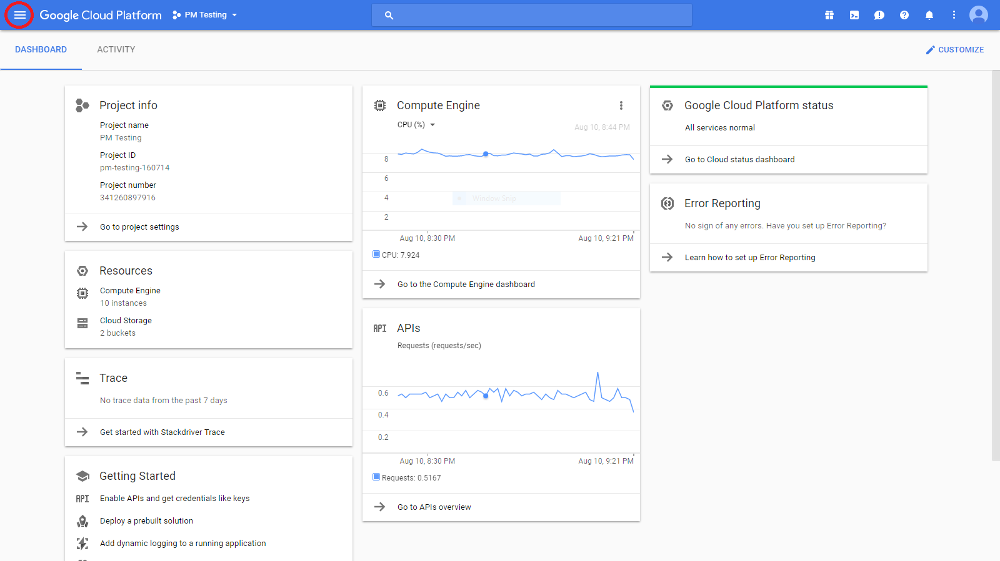 Google Cloud Platform PM Testing
DASHBOARD ACTIVITY CUSTOMIZE
Project info
Project name
PM Testing
Project ID
pm-testing-160714
Project number
341260897916
Go to project settings
Resources
Compute Engine
10 instances
Cloud Storage
2 buckets
Trace
No trace data from the past 7 days
Get started with Stackdriver Trace
Getting Started
API Enable APIs and get credentials like keys
Deploy a prebuilt solution
Add dynamic logging to a running application
Compute Engine
CPU (%) Aug 10, 8:44 PM
8
6
4
Window Snip
2
Aug 10, 8:30 PM Aug 10, 9:21 PM
CPU: 7.924
Go to the Compute Engine dashboard
API APIs
Requests (requests/sec)
0.6
0.4
0.2
Aug 10, 8:30 PM Aug 10, 9:21 PM
Requests: 0.5167
Go to APIs overview
Google Cloud Platform status
All services normal
Go to Cloud status dashboard
Error Reporting
No sign of any errors. Have you set up Error Reporting?
Learn how to set up Error Reporting